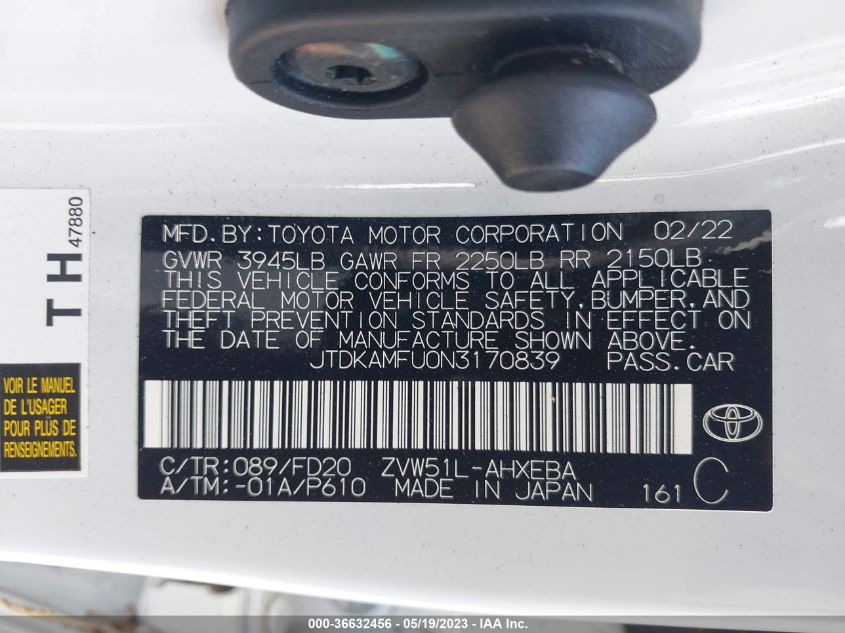 TH
47880
VOIR LE MANUEL
DE L'USAGER
POUR PLUS DE
RENSEIGNEMENTS.
MFD.BY:TOYOTA MOTOR CORPORATION 02/22
GVWR 3945LB GAWR FR 2250LB RR 2150LB
THIS VEHICLE CONFORMS TO ALL APPLICABLE
FEDERAL MOTOR VEHICLE SAFETY,BUMPER,AND
THEFT PREVENTION STANDARDS IN EFFECT ON
THE DATE OF MANUFACTURE SHOWN ABOVE.
JTDKAMFU0N3170839 PASS.CAR
C/TR:089/FD20 ZVW51L-AHXEBA
A/TM:-01A/P610 MADE IN JAPAN 161 C
000-36632456 - 05/19/2023 - IAA Inc.